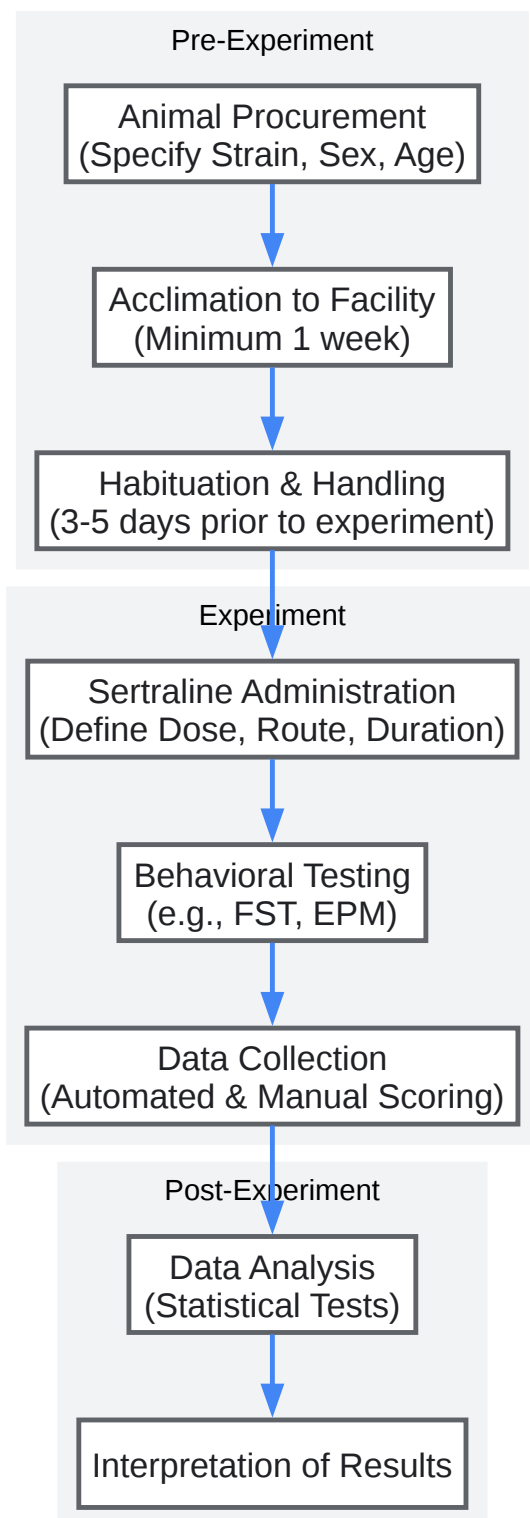 Pre-Experiment
Animal Procurement
(Specify Strain, Sex, Age)
Acclimation to Facility
(Minimum 1 week)
Habituation & Handling
(3-5 days prior to experiment)
Experiment
Sertraline Administration
(Define Dose, Route, Duration)
Behavioral Testing
(e.g., FST, EPM)
Data Collection
(Automated & Manual Scoring)
Post-Experiment
Data Analysis
(Statistical Tests)
Interpretation of Results